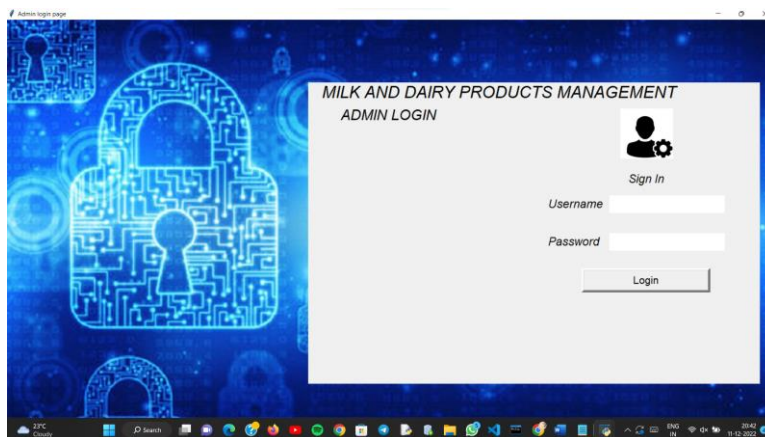 Admin login page
MILK AND DAIRY PRODUCTS MANAGEMENT
ADMIN LOGIN
Sign In
Username
Password
Login
23°C
Cloudy
Search
ENG
IN
20:42
11-12-2022